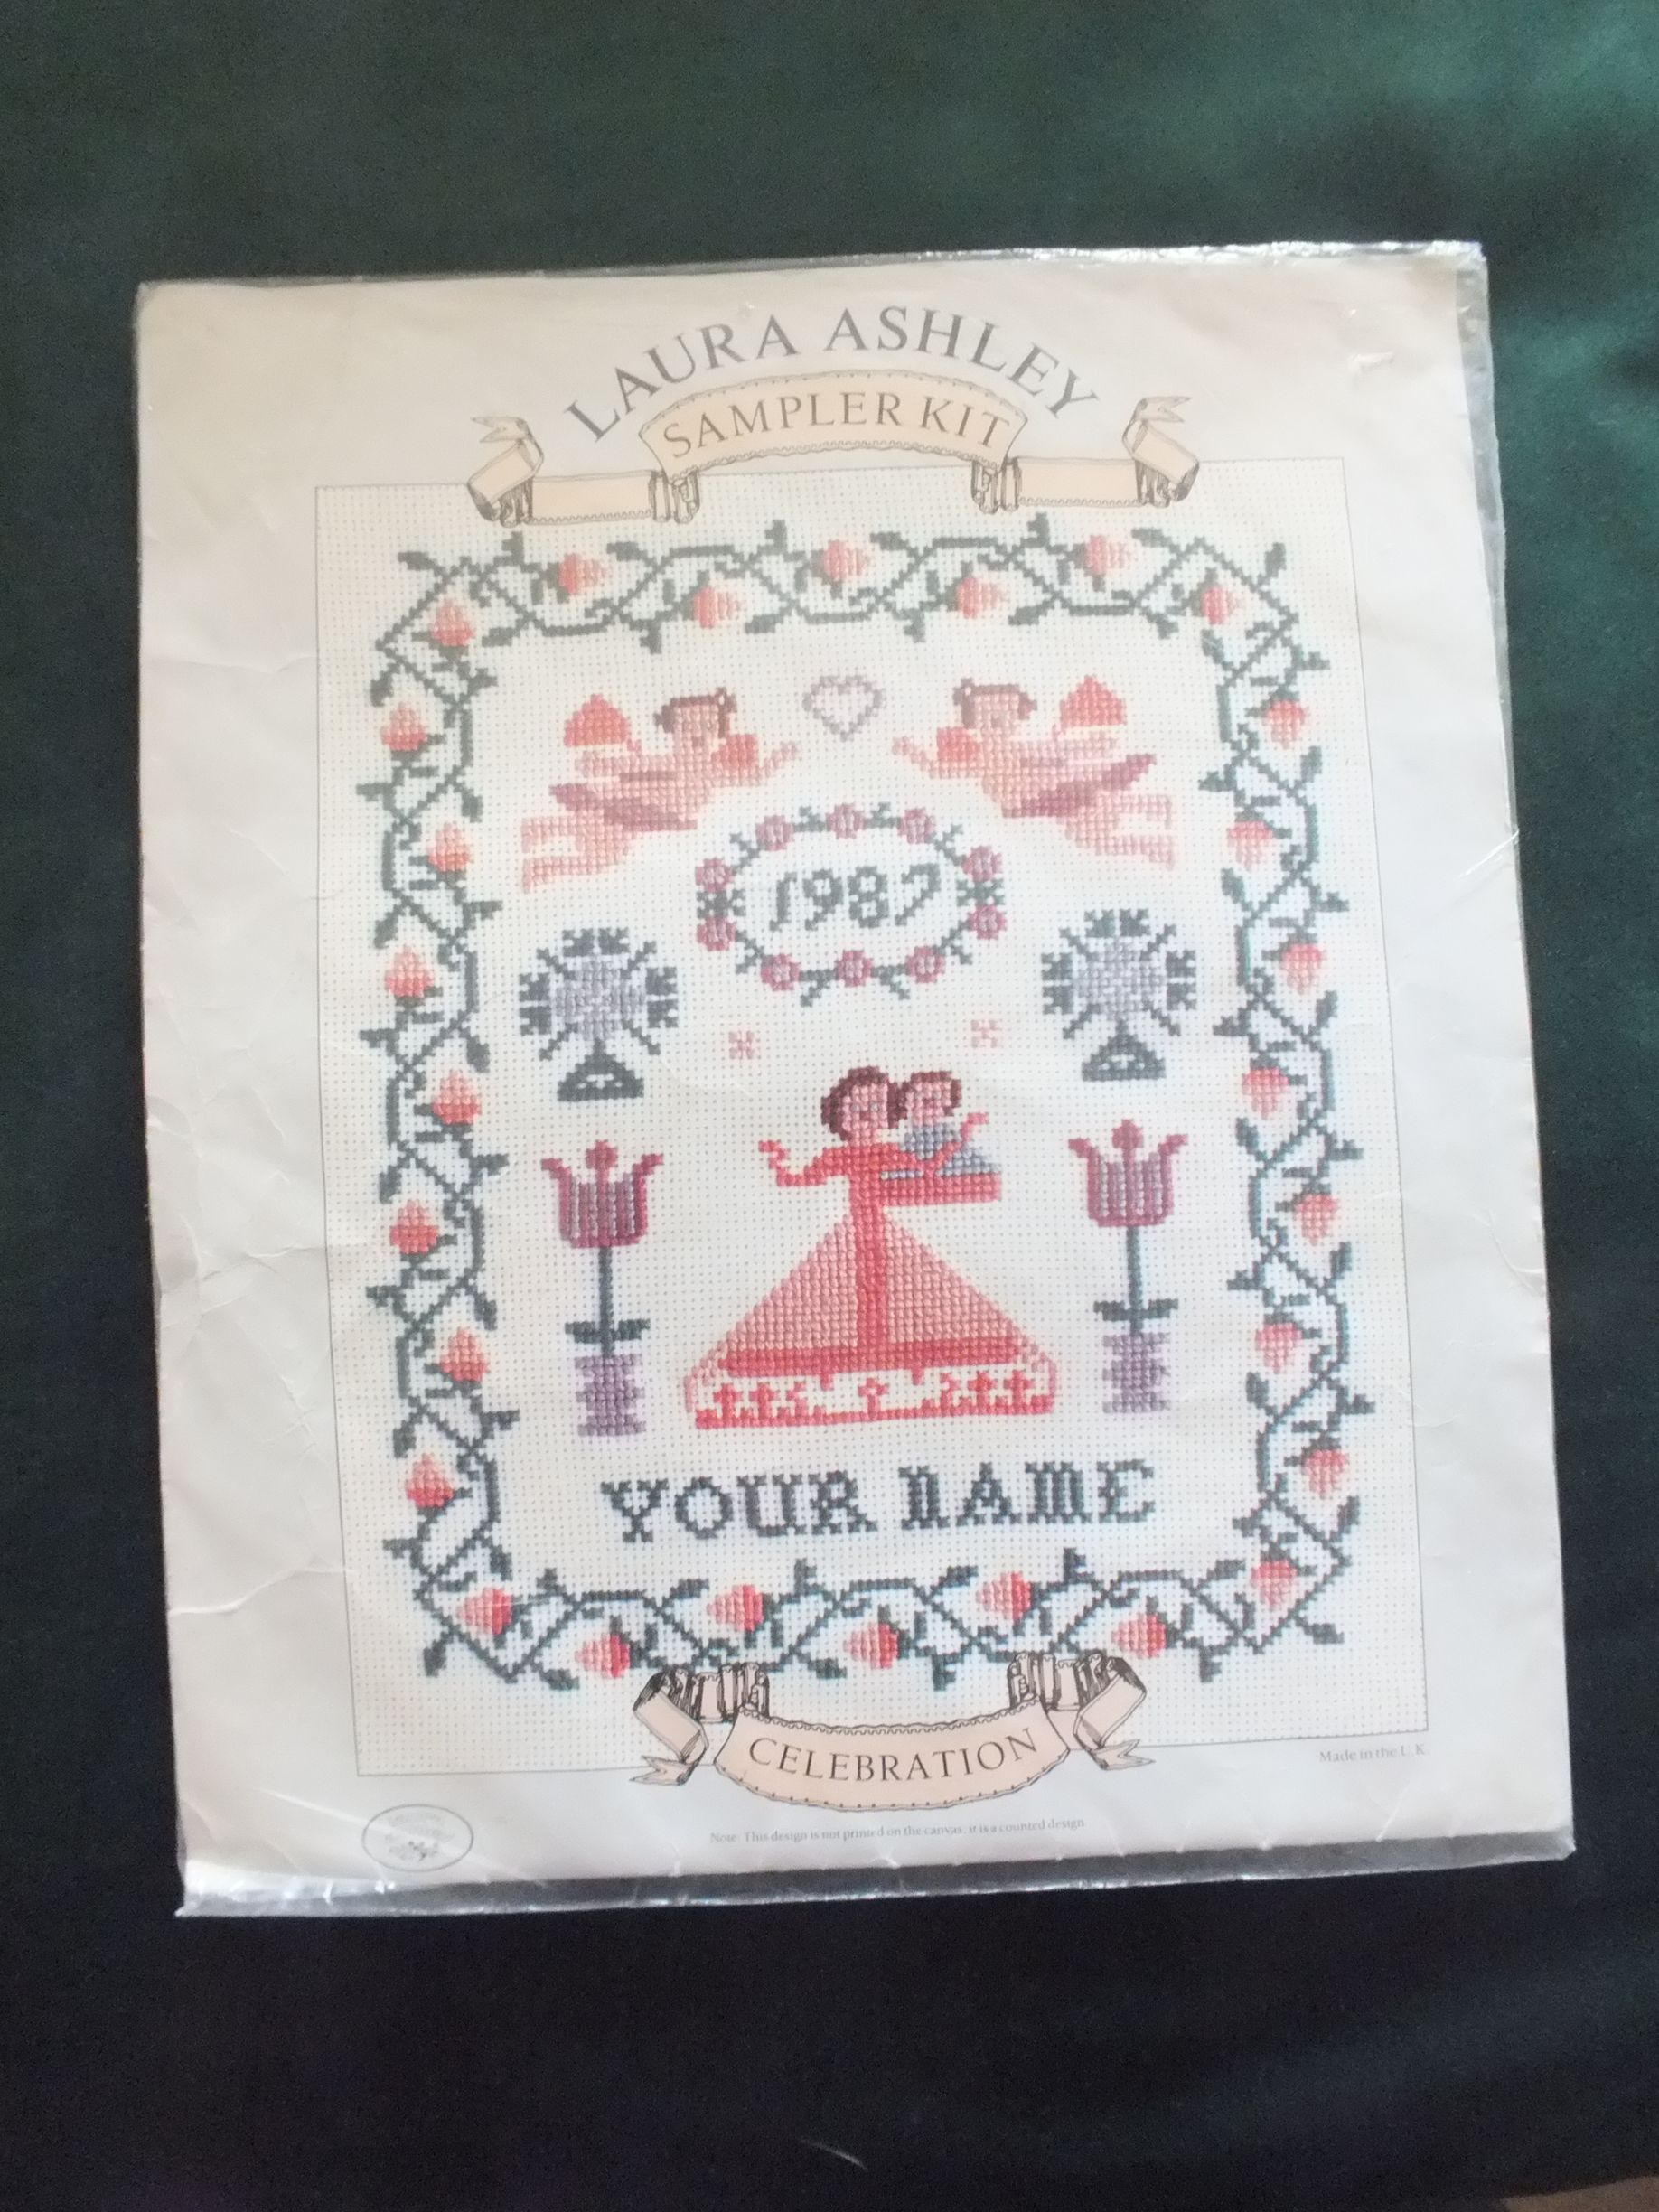 LAURA ASHLEY
SAMPLER KIT
1987
YOUR NAME
CELEBRATION
Made in the U.K.
Note: This design is not printed on the canvas, it is a counted design.